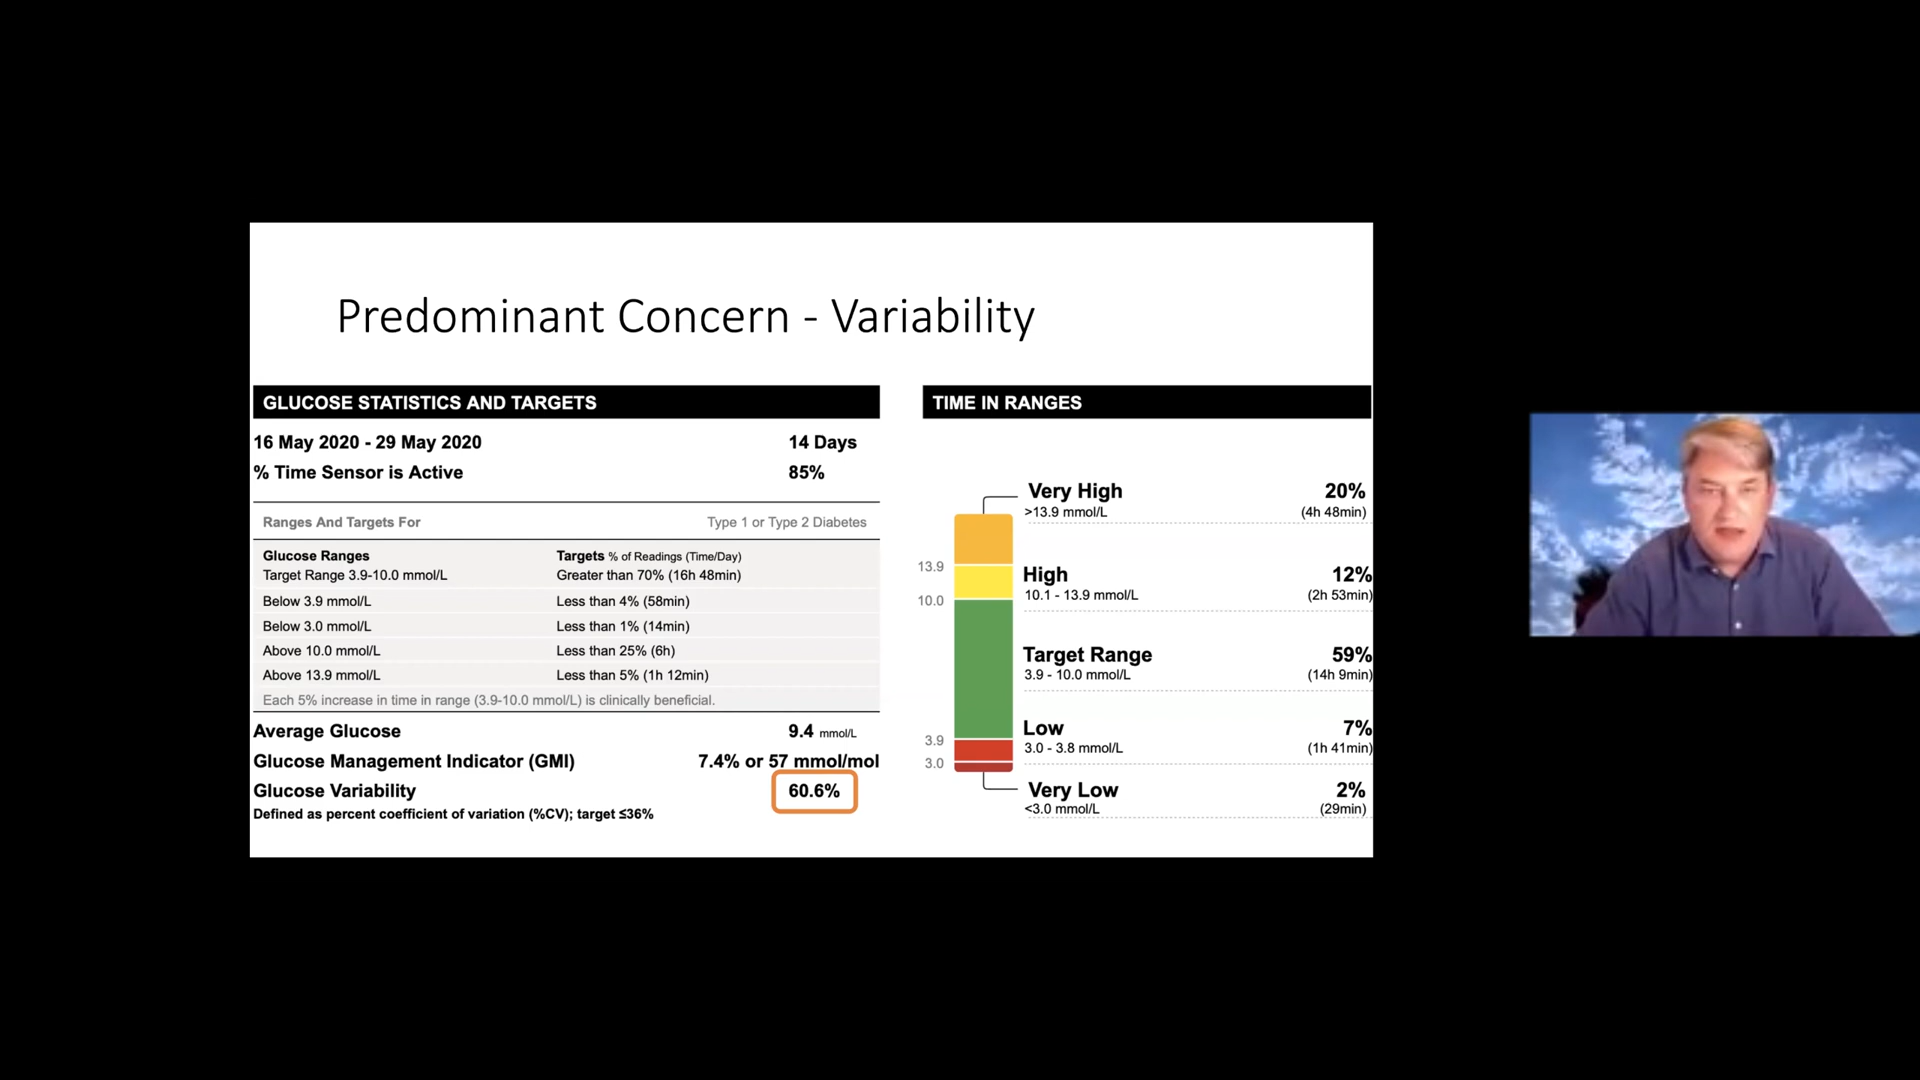 Predominant Concern - Variability
GLUCOSE STATISTICS AND TARGETS
16 May 2020 - 29 May 2020 14 Days
% Time Sensor is Active 85%
Ranges And Targets For Type 1 or Type 2 Diabetes
Glucose Ranges Targets % of Readings (Time/Day)
Target Range 3.9-10.0 mmol/L Greater than 70% (16h 48min)
Below 3.9 mmol/L Less than 4% (58min)
Below 3.0 mmol/L Less than 1% (14min)
Above 10.0 mmol/L Less than 25% (6h)
Above 13.9 mmol/L Less than 5% (1h 12min)
Each 5% increase in time in range (3.9-10.0 mmol/L) is clinically beneficial.
Average Glucose 9.4 mmol/L
Glucose Management Indicator (GMI) 7.4% or 57 mmol/mol
Glucose Variability 60.6%
Defined as percent coefficient of variation (%CV); target ≤36%
TIME IN RANGES
Very High 20%
>13.9 mmol/L (4h 48min)
13.9
High 12%
10.1 - 13.9 mmol/L (2h 53min)
10.0
Target Range 59%
3.9 - 10.0 mmol/L (14h 9min)
Low 7%
3.9
3.0 - 3.8 mmol/L (1h 41min)
3.0
Very Low 2%
<3.0 mmol/L (29min)